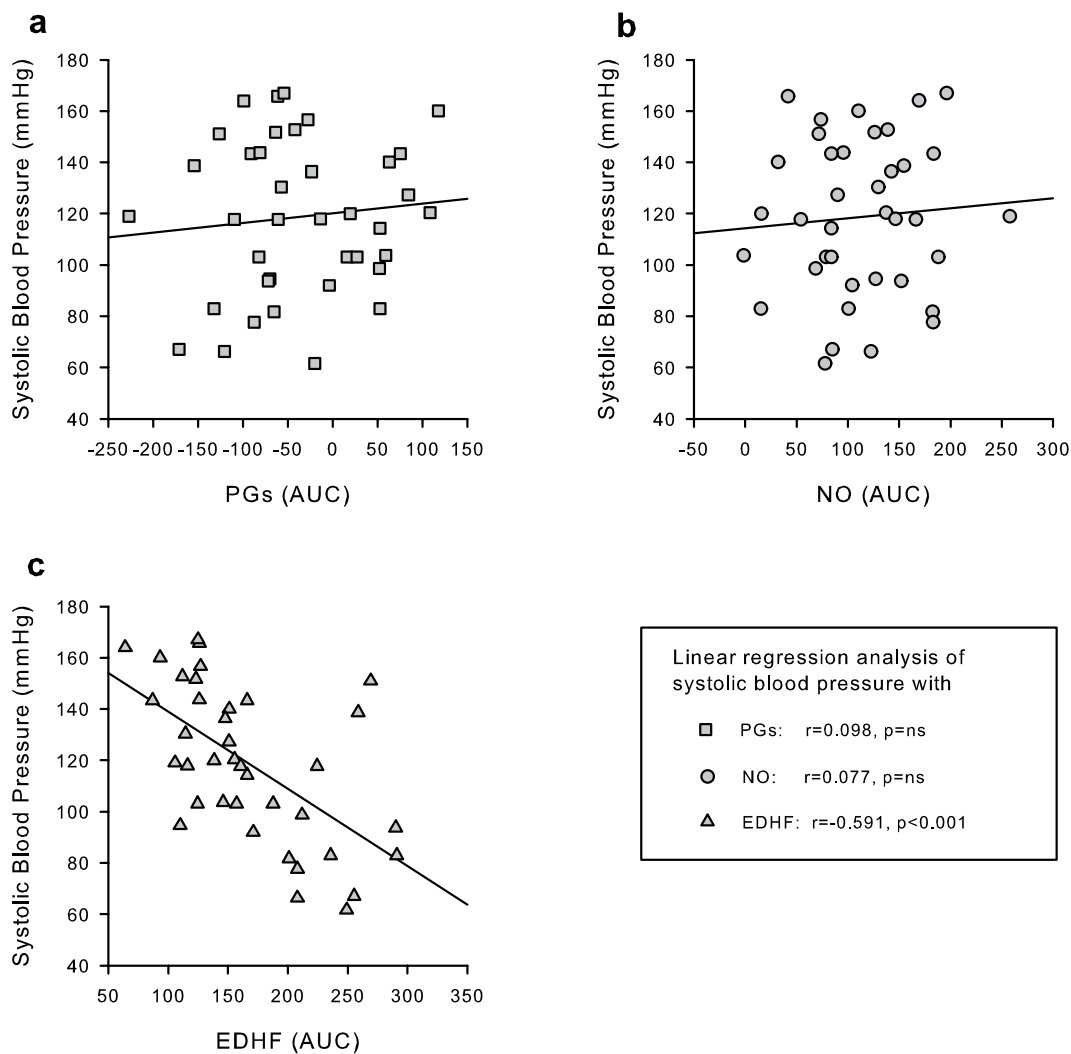 a
Systolic Blood Pressure (mmHg)
180
160
140
120
100
80
60
40
-250 -200 -150 -100 -50 0 50 100 150
PGs (AUC)
b
Systolic Blood Pressure (mmHg)
180
160
140
120
100
80
60
40
-50 0 50 100 150 200 250 300
NO (AUC)
c
Systolic Blood Pressure (mmHg)
180
160
140
120
100
80
60
40
50 100 150 200 250 300 350
EDHF (AUC)
Linear regression analysis of
systolic blood pressure with
PGs: r=0.098, p=ns
NO: r=0.077, p=ns
EDHF: r=-0.591, p<0.001